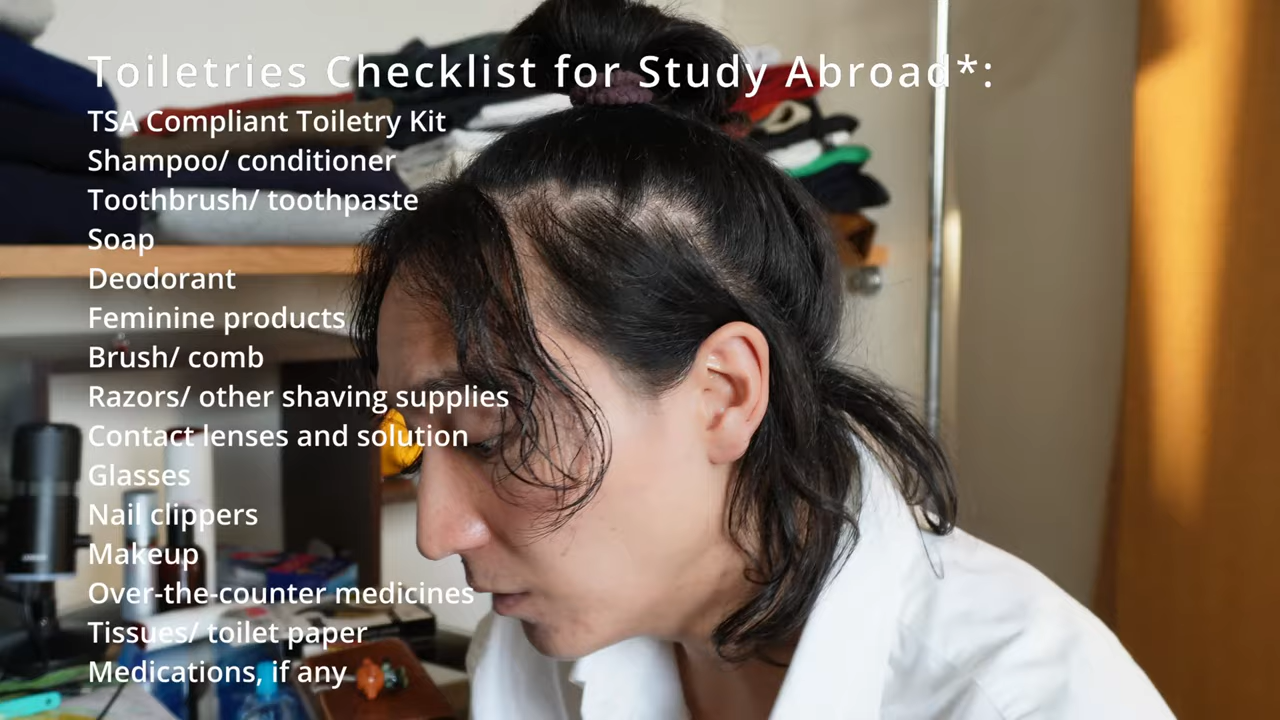 Toiletries Checklist for Study Abroad*:
TSA Compliant Toiletry Kit
Shampoo/ conditioner
Toothbrush/ toothpaste
Soap
Deodorant
Feminine products
Brush/ comb
Razors/ other shaving supplies
Contact lenses and solution
Glasses
Nail clippers
Makeup
Over-the-counter medicines
Tissues/ toilet paper
Medications, if any